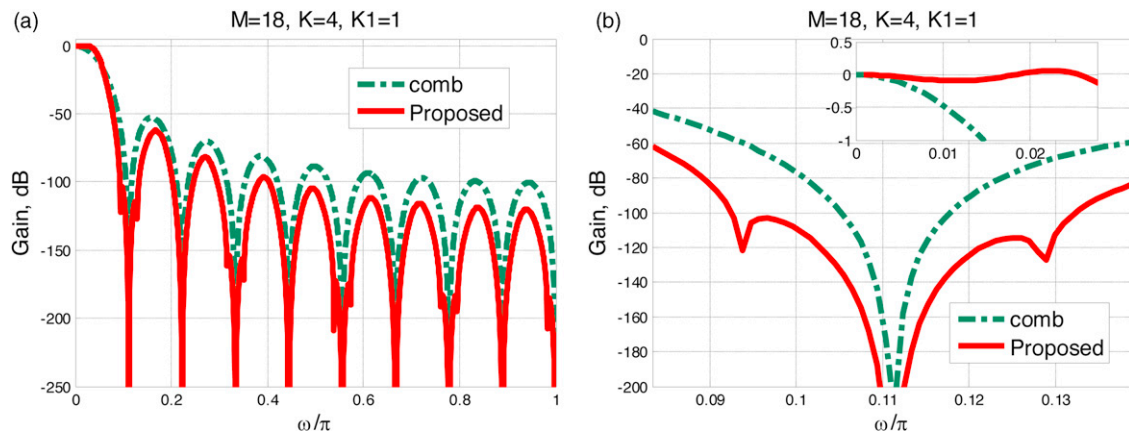 (a)
M=18, K=4, K1=1
0
-50
-100
-150
-200
-250
Gain, dB
comb
Proposed
0
0.2
0.4
0.6
0.8
1
ω/π
(b)
M=18, K=4, K1=1
0
-20
-40
-60
-80
-100
-120
-140
-160
-180
-200
Gain, dB
0.5
0
-0.5
-1
0
0.01
0.02
comb
Proposed
0.09
0.1
0.11
0.12
0.13
ω/π